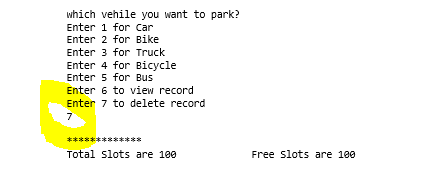 which vehile you want to park?
Enter 1 for Car
Enter 2 for Bike
Enter 3 for Truck
Enter 4 for Bicycle
Enter 5 for Bus
Enter 6 to view record
Enter 7 to delete record
7
*************
Total Slots are 100 Free Slots are 100